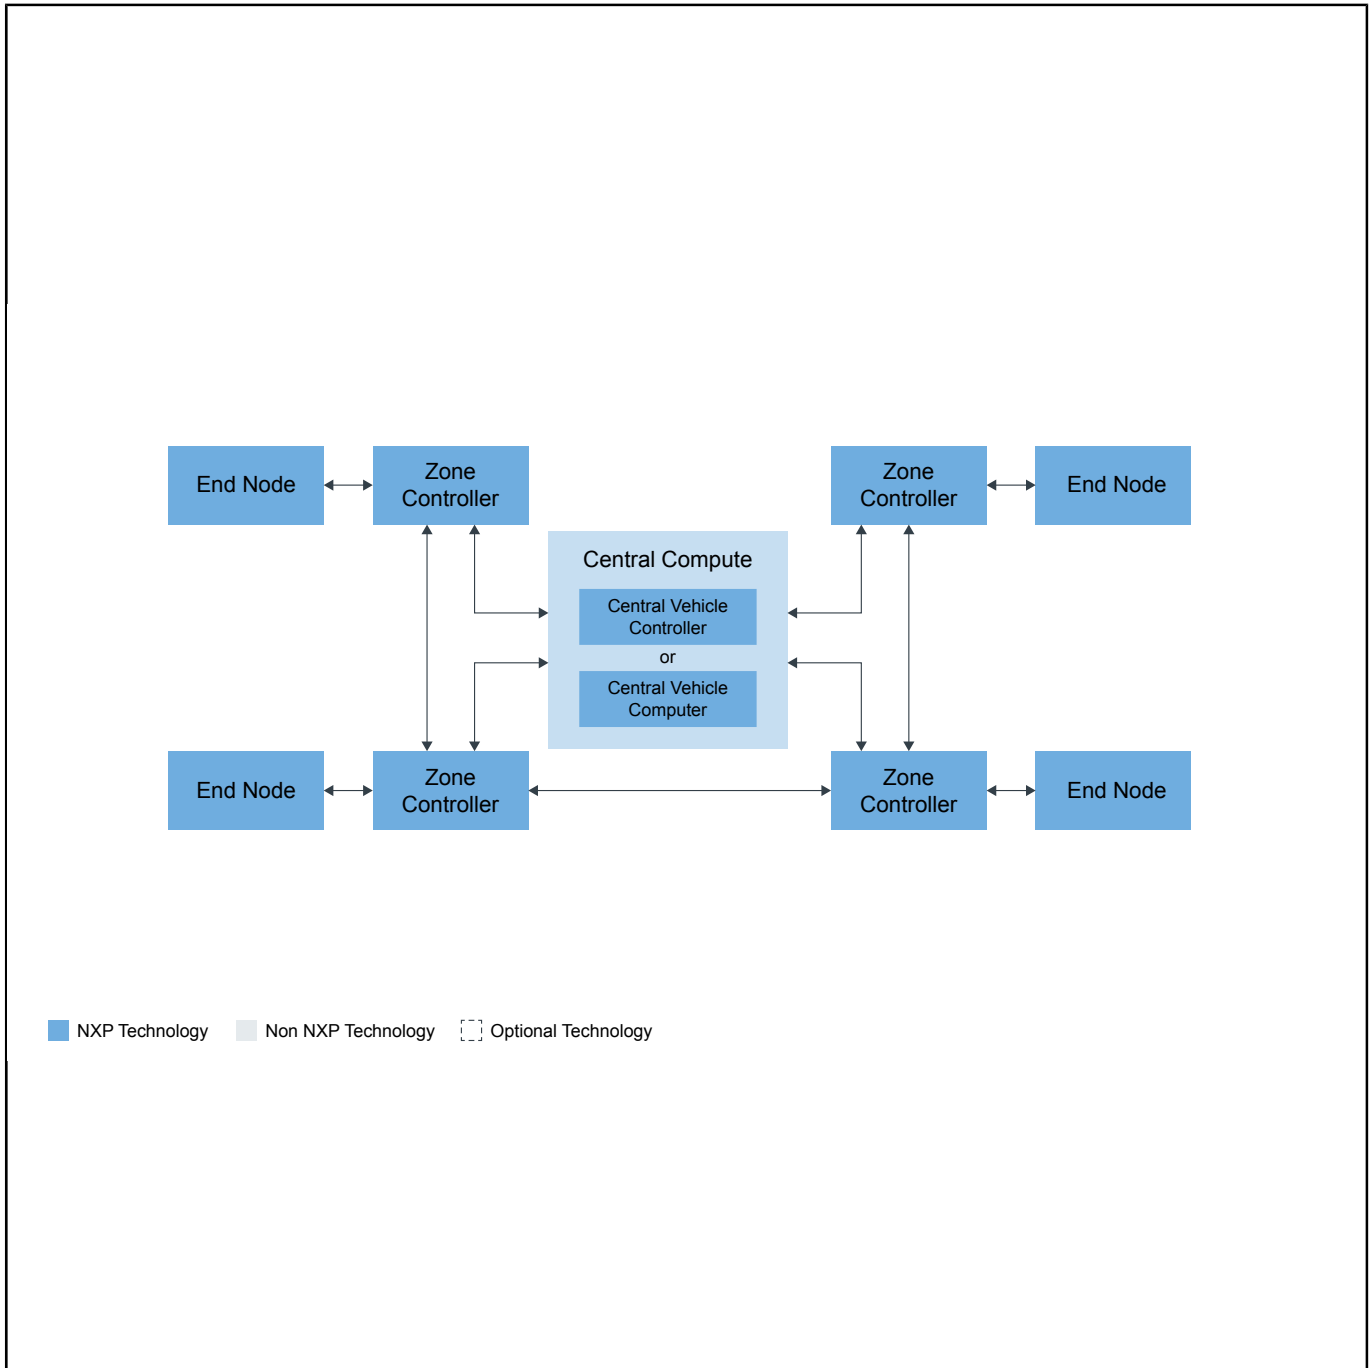 End Node
Zone
Controller
Zone
Controller
End Node
Central Compute
Central Vehicle
Controller
or
Central Vehicle
Computer
End Node
Zone
Controller
Zone
Controller
End Node
NXP Technology
Non NXP Technology
Optional Technology